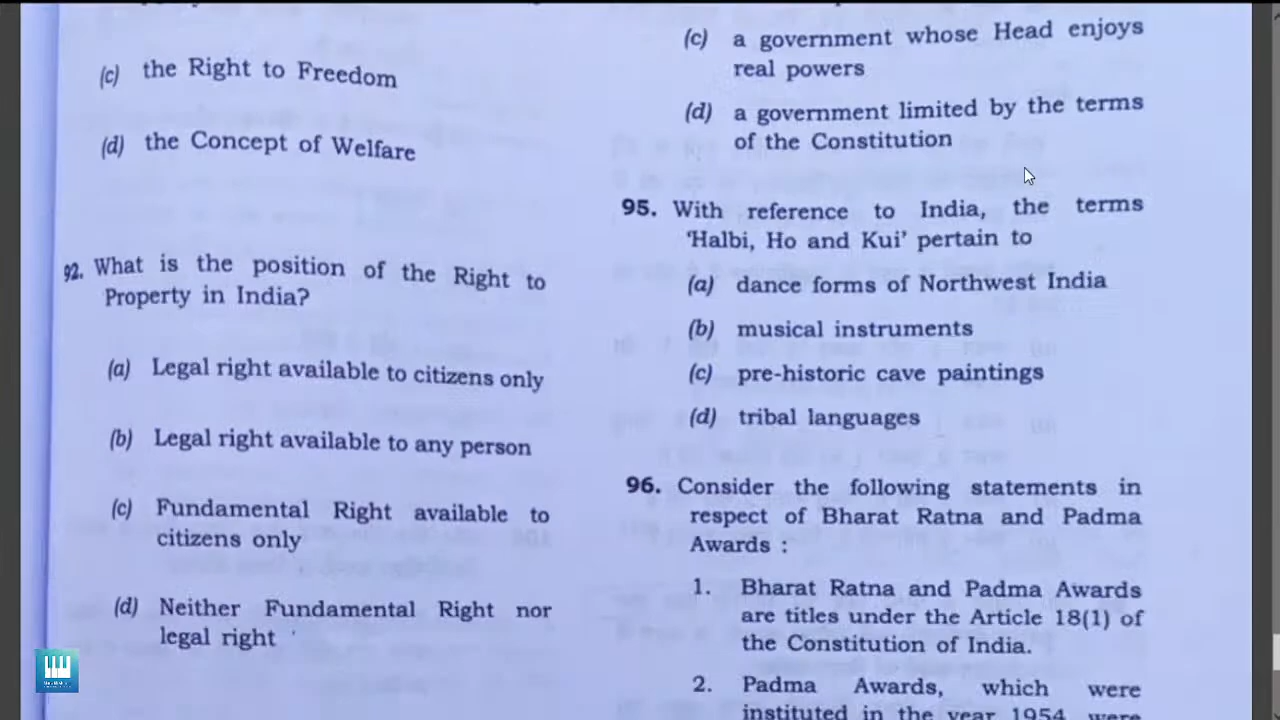 (c) the Right to Freedom
(d) the Concept of Welfare
92. What is the position of the Right to
Property in India?
(a) Legal right available to citizens only
(b) Legal right available to any person
(c) Fundamental Right available to
citizens only
(d) Neither Fundamental Right nor
legal right
(c) a government whose Head enjoys
real powers
(d) a government limited by the terms
of the Constitution
95. With reference to India, the terms
‘Halbi, Ho and Kui’ pertain to
(a) dance forms of Northwest India
(b) musical instruments
(c) pre-historic cave paintings
(d) tribal languages
96. Consider the following statements in
respect of Bharat Ratna and Padma
Awards :
1. Bharat Ratna and Padma Awards
are titles under the Article 18(1) of
the Constitution of India.
2. Padma Awards, which were
instituted in the year 1954, were